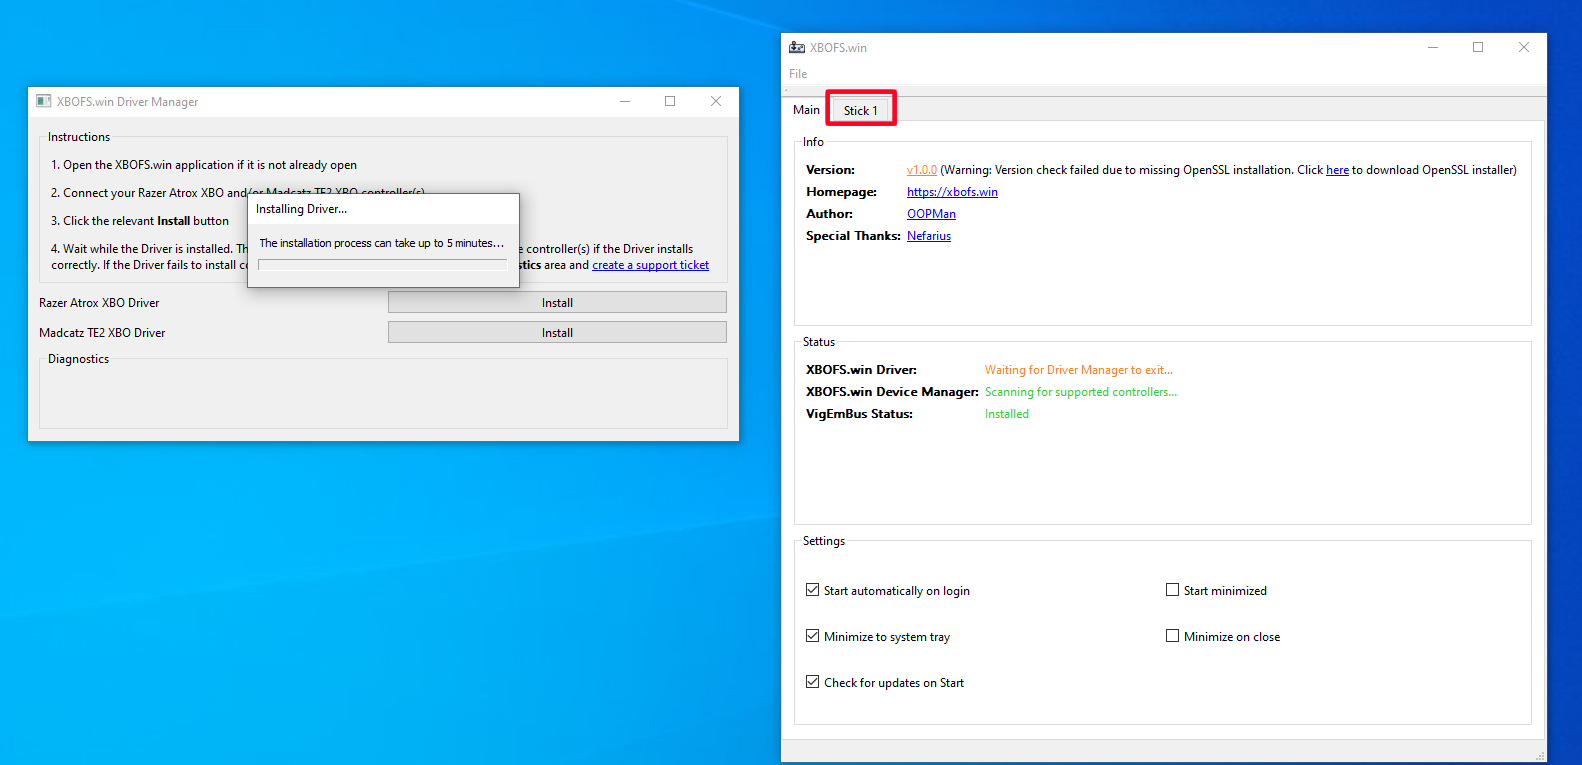 XBOFS.win Driver Manager
Instructions
1. Open the XBOFS.win application if it is not already open
2. Connect your Razer Atrox XBO and/or Madcatz TE2 XBO controller(s)
3. Click the relevant Install button
4. Wait while the Driver is installed. Th
e controller(s) if the Driver installs
correctly. If the Driver fails to install co
stics area and create a support ticket
Installing Driver...
The installation process can take up to 5 minutes...
Razer Atrox XBO Driver
Install
Madcatz TE2 XBO Driver
Install
Diagnostics
XBOFS.win
File
Main
Stick 1
Info
Version: v1.0.0 (Warning: Version check failed due to missing OpenSSL installation. Click here to download OpenSSL installer)
Homepage: https://xbofs.win
Author: OOPMan
Special Thanks: Nefarius
Status
XBOFS.win Driver: Waiting for Driver Manager to exit...
XBOFS.win Device Manager: Scanning for supported controllers...
VigEmBus Status: Installed
Settings
Start automatically on login
Start minimized
Minimize to system tray
Minimize on close
Check for updates on Start